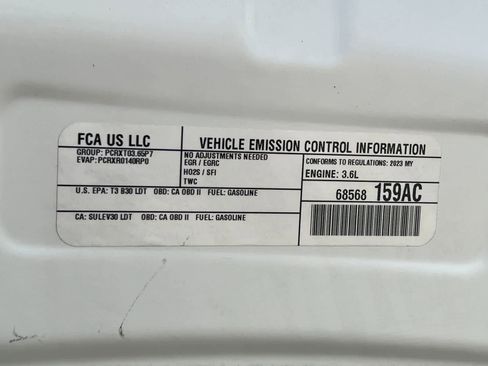 FCA US LLC
GROUP: PCRXT03.65P7
EVAP: PCRXR0140RP0
VEHICLE EMISSION CONTROL INFORMATION
NO ADJUSTMENTS NEEDED
EGR / EGRC
HO2S / SFI
TWC
CONFORMS TO REGULATIONS: 2023 MY
ENGINE: 3.6L
U.S. EPA: T3 B30 LDT OBD: CA OBD II FUEL: GASOLINE
68568 159AC
CA: SULEV30 LDT OBD: CA OBD II FUEL: GASOLINE